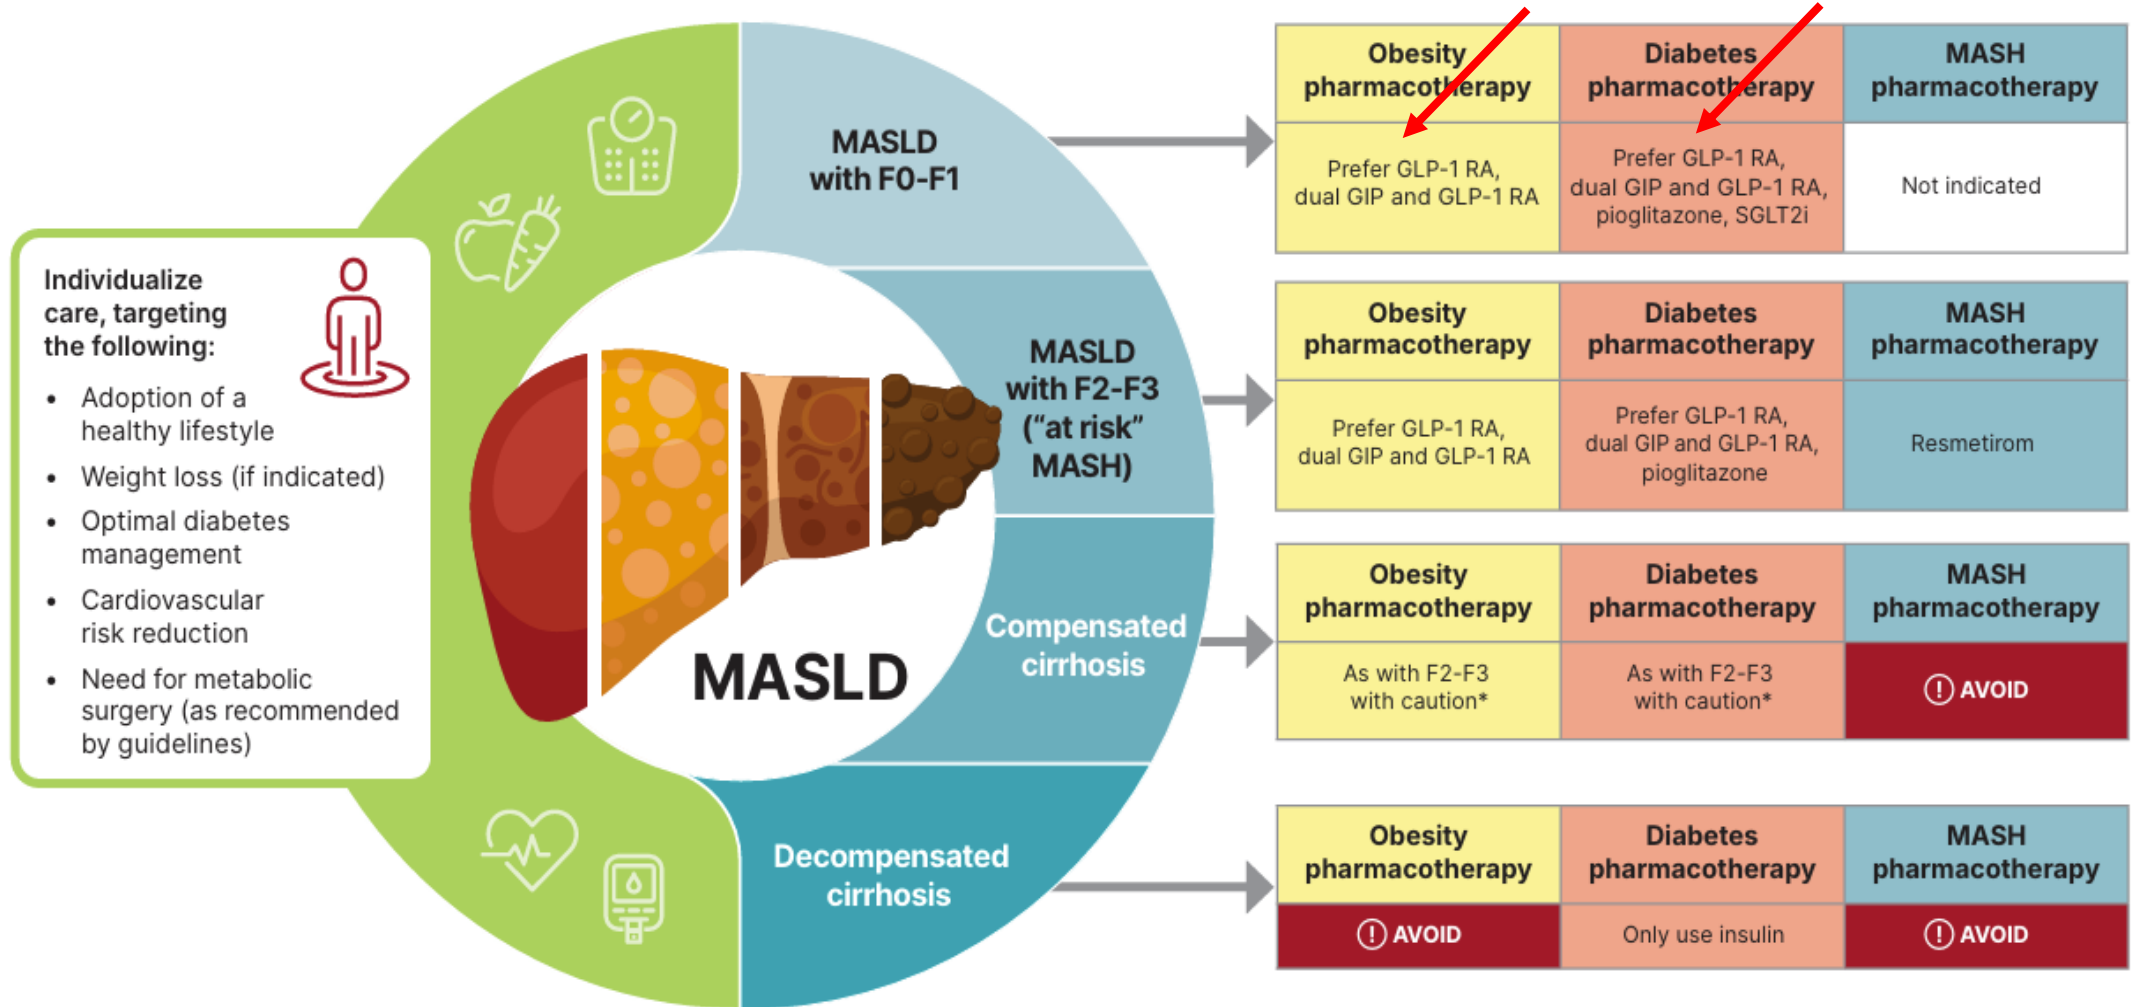 Individualize
care, targeting
the following:
• Adoption of a
healthy lifestyle
• Weight loss (if indicated)
• Optimal diabetes
management
• Cardiovascular
risk reduction
• Need for metabolic
surgery (as recommended
by guidelines)
MASLD
MASLD
with F0-F1
MASLD
with F2-F3
(“at risk”
MASH)
Compensated
cirrhosis
Decompensated
cirrhosis
Obesity
pharmacotherapy
Diabetes
pharmacotherapy
MASH
pharmacotherapy
Prefer GLP-1 RA,
dual GIP and GLP-1 RA
Prefer GLP-1 RA,
dual GIP and GLP-1 RA,
pioglitazone, SGLT2i
Not indicated
Obesity
pharmacotherapy
Diabetes
pharmacotherapy
MASH
pharmacotherapy
Prefer GLP-1 RA,
dual GIP and GLP-1 RA
Prefer GLP-1 RA,
dual GIP and GLP-1 RA,
pioglitazone
Resmetirom
Obesity
pharmacotherapy
Diabetes
pharmacotherapy
MASH
pharmacotherapy
As with F2-F3
with caution*
As with F2-F3
with caution*
! AVOID
Obesity
pharmacotherapy
Diabetes
pharmacotherapy
MASH
pharmacotherapy
! AVOID
Only use insulin
! AVOID